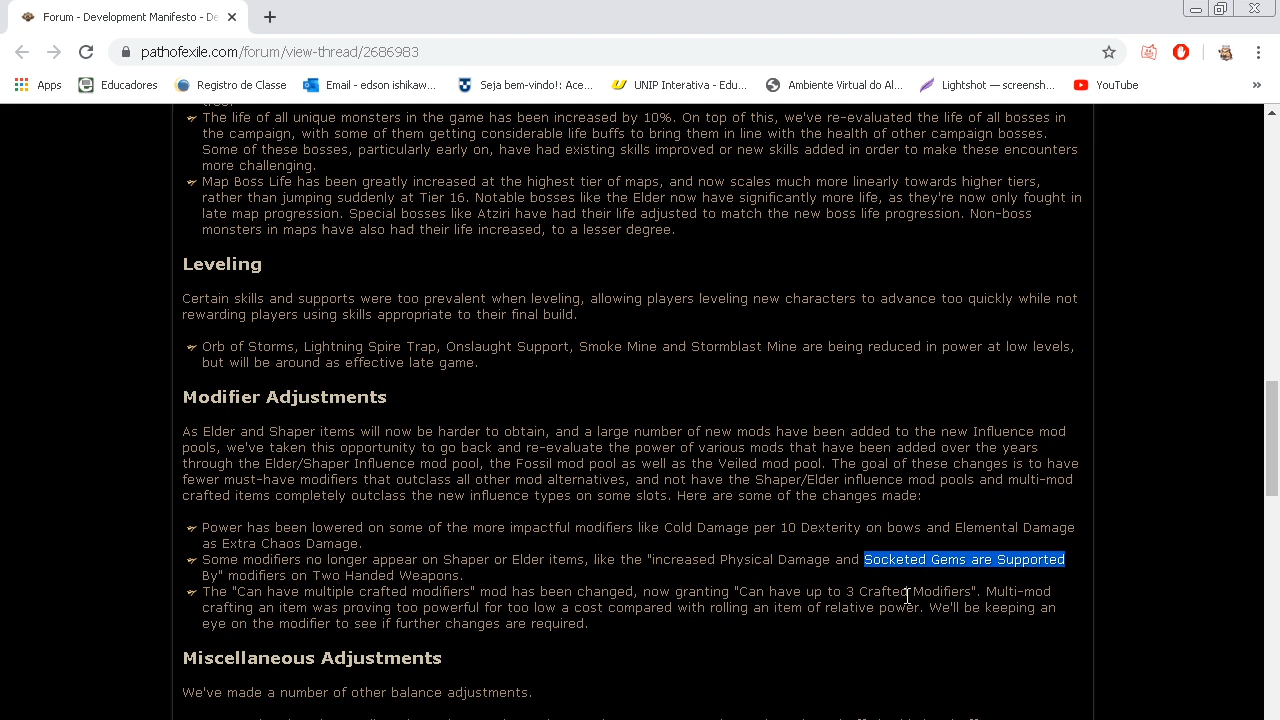 Forum - Development Manifesto - De
pathofexile.com/forum/view-thread/2686983
Apps Educadores Registro de Classe Email - edson ishikaw... Seja bem-vindo!: Ace... UNIP Interativa - Edu... Ambiente Virtual do Al... Lightshot — screensh... YouTube »
The life of all unique monsters in the game has been increased by 10%. On top of this, we've re-evaluated the life of all bosses in
the campaign, with some of them getting considerable life buffs to bring them in line with the health of other campaign bosses.
Some of these bosses, particularly early on, have had existing skills improved or new skills added in order to make these encounters
more challenging.
Map Boss Life has been greatly increased at the highest tier of maps, and now scales much more linearly towards higher tiers,
rather than jumping suddenly at Tier 16. Notable bosses like the Elder now have significantly more life, as they're now only fought in
late map progression. Special bosses like Atziri have had their life adjusted to match the new boss life progression. Non-boss
monsters in maps have also had their life increased, to a lesser degree.
Leveling
Certain skills and supports were too prevalent when leveling, allowing players leveling new characters to advance too quickly while not
rewarding players using skills appropriate to their final build.
Orb of Storms, Lightning Spire Trap, Onslaught Support, Smoke Mine and Stormblast Mine are being reduced in power at low levels,
but will be around as effective late game.
Modifier Adjustments
As Elder and Shaper items will now be harder to obtain, and a large number of new mods have been added to the new Influence mod
pools, we've taken this opportunity to go back and re-evaluate the power of various mods that have been added over the years
through the Elder/Shaper Influence mod pool, the Fossil mod pool as well as the Veiled mod pool. The goal of these changes is to have
fewer must-have modifiers that outclass all other mod alternatives, and not have the Shaper/Elder influence mod pools and multi-mod
crafted items completely outclass the new influence types on some slots. Here are some of the changes made:
Power has been lowered on some of the more impactful modifiers like Cold Damage per 10 Dexterity on bows and Elemental Damage
as Extra Chaos Damage.
Some modifiers no longer appear on Shaper or Elder items, like the "increased Physical Damage and Socketed Gems are Supported
By" modifiers on Two Handed Weapons.
The "Can have multiple crafted modifiers" mod has been changed, now granting "Can have up to 3 Crafted Modifiers". Multi-mod
crafting an item was proving too powerful for too low a cost compared with rolling an item of relative power. We'll be keeping an
eye on the modifier to see if further changes are required.
Miscellaneous Adjustments
We've made a number of other balance adjustments.